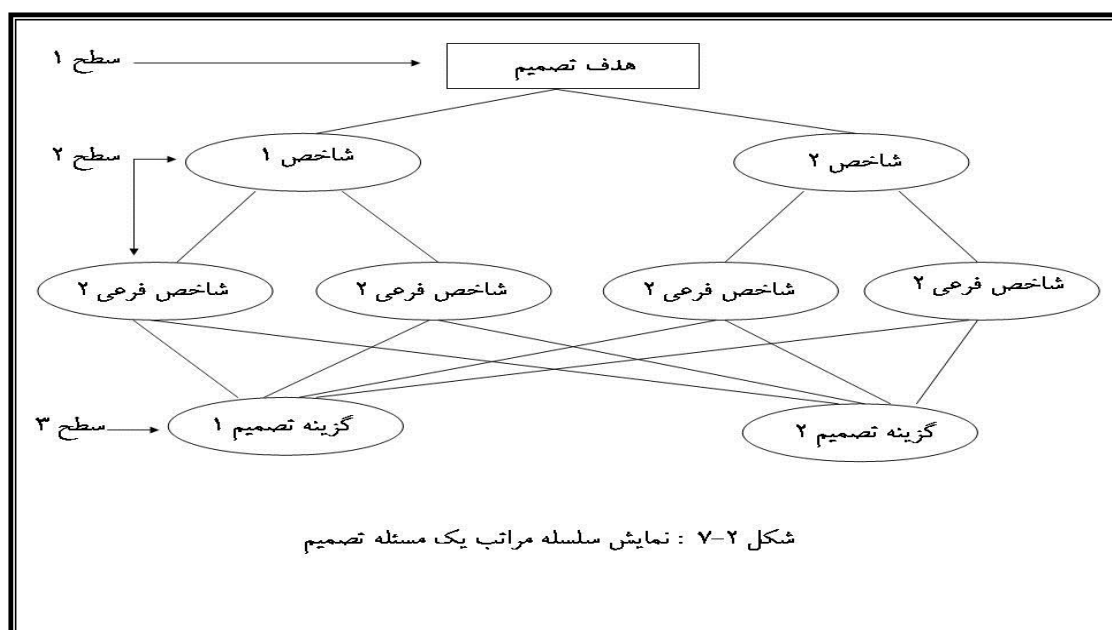 سطح ۱
هدف تصمیم
سطح ۲
شاخص ۱
شاخص ۲
شاخص فرعی ۲
شاخص فرعی ۲
شاخص فرعی ۲
شاخص فرعی ۲
سطح ۳
گزینه تصمیم ۱
گزینه تصمیم ۲
شکل ۲-۷ : نمایش سلسله مراتب یک مسئله تصمیم